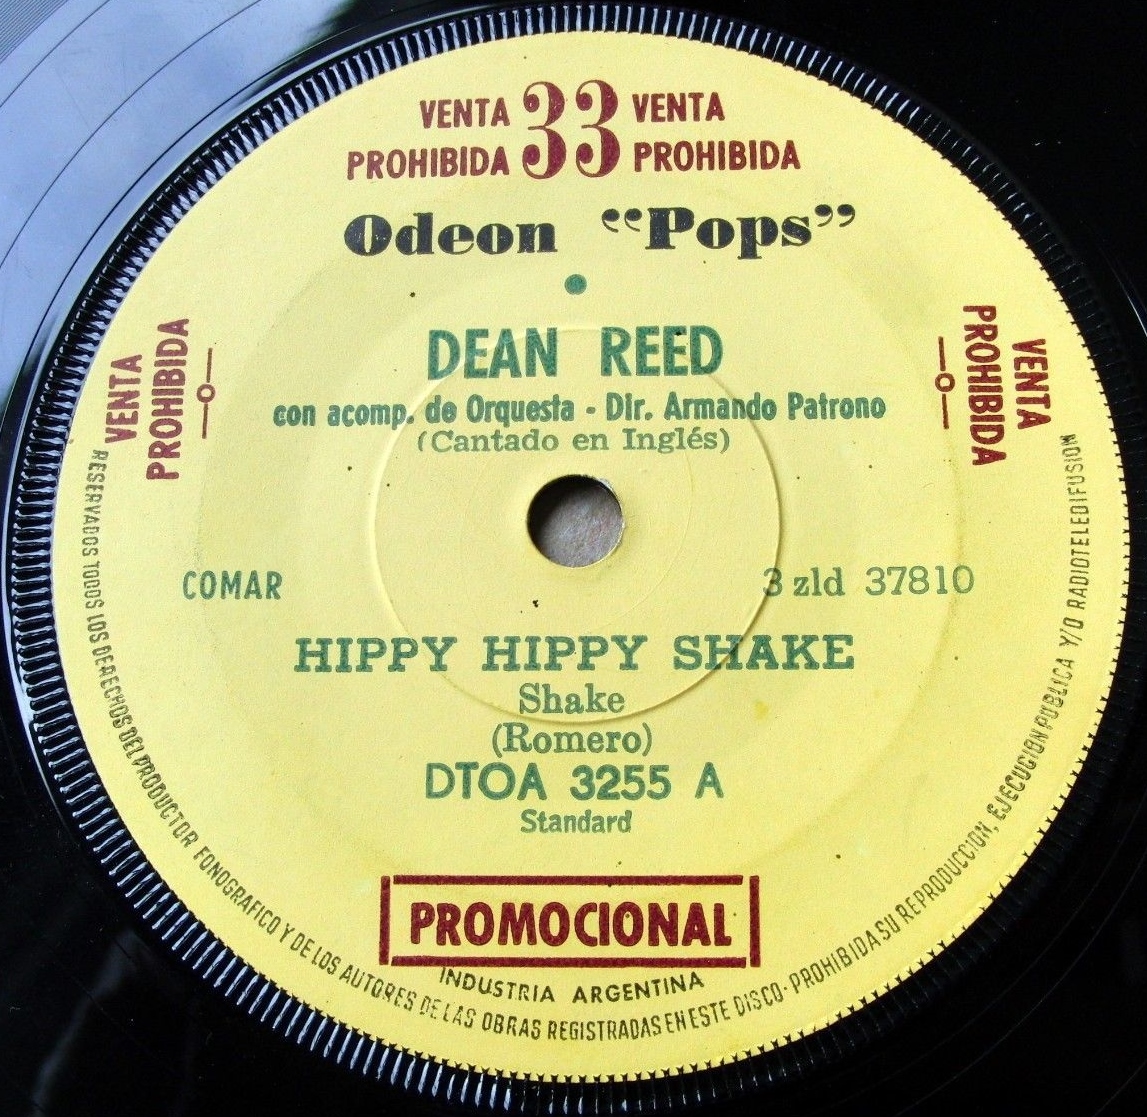 VENTA 33 VENTA
PROHIBIDA PROHIBIDA
Odeon “Pops”
DEAN REED
con acomp. de Orquesta - Dir. Armando Patrono
(Cantado en Inglés)
VENTA
PROHIBIDA
VENTA
PROHIBIDA
COMAR
3 zld 37810
HIPPY HIPPY SHAKE
Shake
(Romero)
DTOA 3255 A
Standard
PROMOCIONAL
INDUSTRIA ARGENTINA
RESERVADOS TODOS LOS DERECHOS DEL PRODUCTOR FONOGRAFICO Y DE LOS AUTORES DE LAS OBRAS REGISTRADAS EN ESTE DISCO - PROHIBIDA SU REPRODUCCION, EJECUCION PUBLICA Y/O RADIOTELEDIFUSION